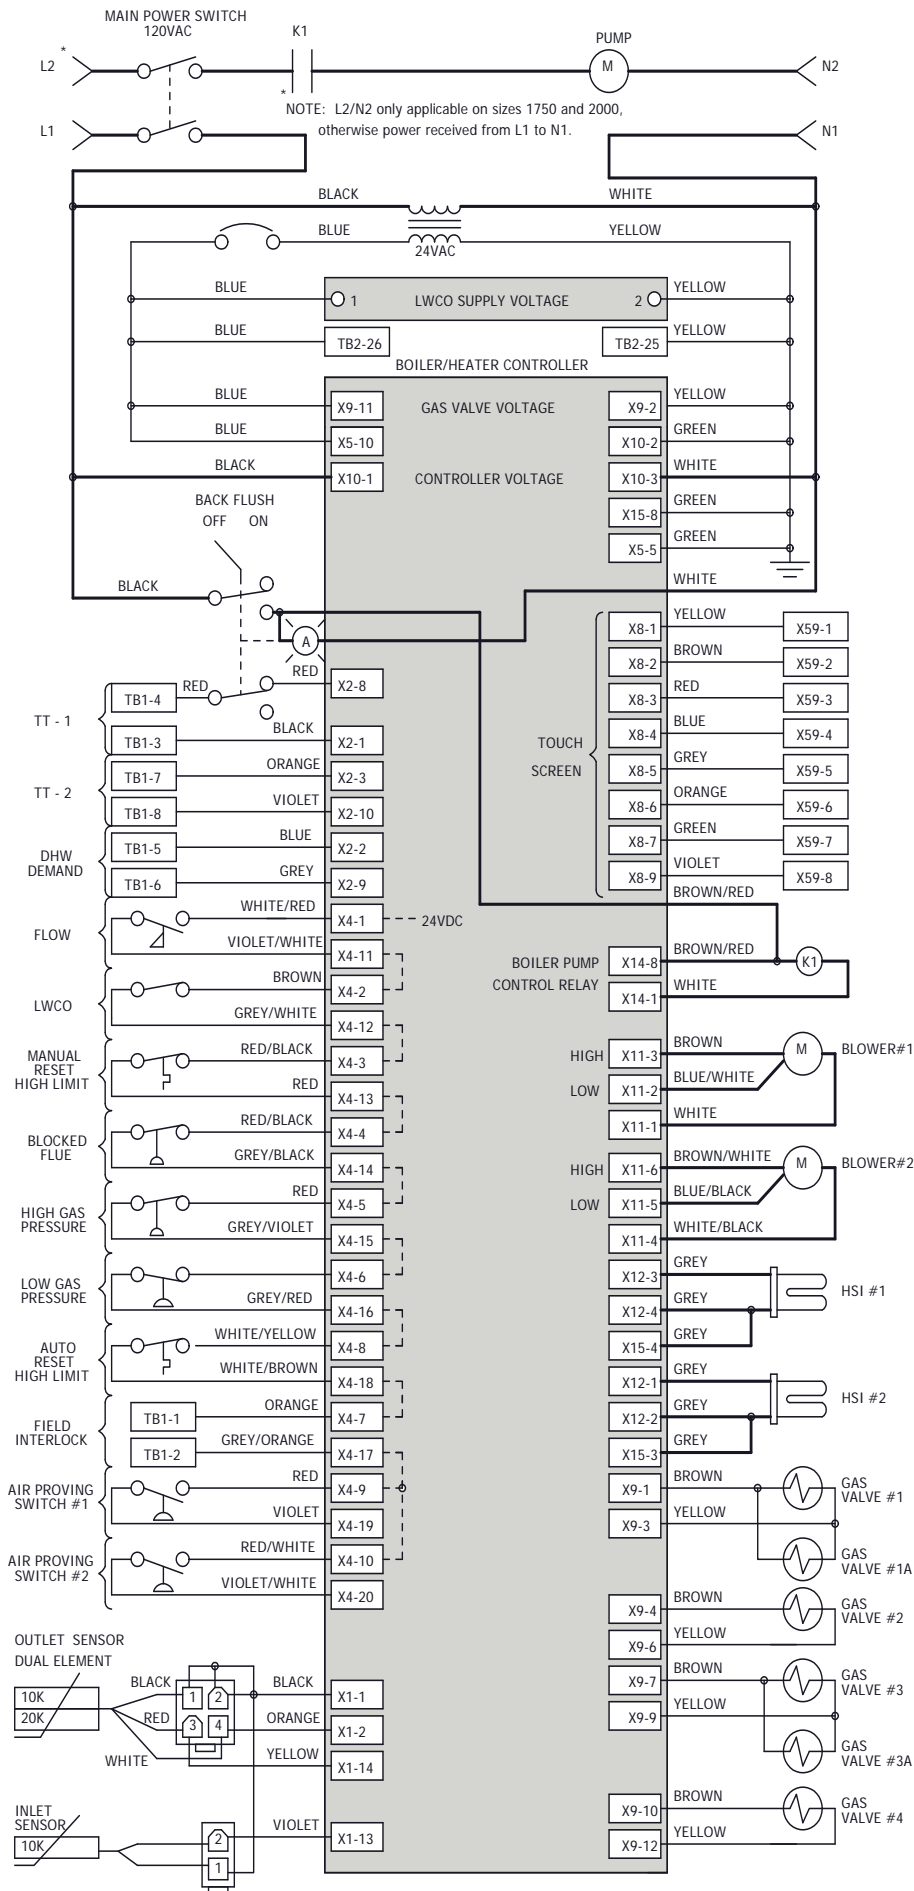 MAIN POWER SWITCH
120VAC
K1
PUMP
*
L2
M
N2
*
NOTE: L2/N2 only applicable on sizes 1750 and 2000,
otherwise power received from L1 to N1.
L1
N1
BLACK
WHITE
BLUE
YELLOW
24VAC
BLUE
1
LWCO SUPPLY VOLTAGE
2
YELLOW
BLUE
TB2-26
TB2-25
YELLOW
BOILER/HEATER CONTROLLER
BLUE
X9-11
GAS VALVE VOLTAGE
X9-2
YELLOW
BLUE
X5-10
X10-2
GREEN
BLACK
X10-1
CONTROLLER VOLTAGE
X10-3
WHITE
BACK FLUSH
OFF ON
X15-8
GREEN
X5-5
GREEN
BLACK
WHITE
A
X8-1
YELLOW
X59-1
X8-2
BROWN
X59-2
X8-3
RED
X59-3
X8-4
BLUE
X59-4
TOUCH
SCREEN
X8-5
GREY
X59-5
X8-6
ORANGE
X59-6
X8-7
GREEN
X59-7
X8-9
VIOLET
X59-8
BROWN/RED
TT - 1
TB1-4
RED
RED
X2-8
TB1-3
BLACK
X2-1
TT - 2
TB1-7
ORANGE
X2-3
TB1-8
VIOLET
X2-10
DHW
DEMAND
TB1-5
BLUE
X2-2
TB1-6
GREY
X2-9
FLOW
WHITE/RED
X4-1
24VDC
VIOLET/WHITE
X4-11
LWCO
BROWN
X4-2
GREY/WHITE
X4-12
MANUAL
RESET
HIGH LIMIT
RED/BLACK
X4-3
RED
X4-13
BLOCKED
FLUE
RED/BLACK
X4-4
GREY/BLACK
X4-14
HIGH GAS
PRESSURE
RED
X4-5
GREY/VIOLET
X4-15
LOW GAS
PRESSURE
X4-6
GREY/RED
X4-16
AUTO
RESET
HIGH LIMIT
WHITE/YELLOW
X4-8
WHITE/BROWN
X4-18
FIELD
INTERLOCK
TB1-1
ORANGE
X4-7
TB1-2
GREY/ORANGE
X4-17
AIR PROVING
SWITCH #1
RED
X4-9
VIOLET
X4-19
AIR PROVING
SWITCH #2
RED/WHITE
X4-10
VIOLET/WHITE
X4-20
BOILER PUMP
CONTROL RELAY
X14-8
BROWN/RED
K1
X14-1
WHITE
HIGH
X11-3
BROWN
M
BLOWER#1
LOW
X11-2
BLUE/WHITE
X11-1
WHITE
HIGH
X11-6
BROWN/WHITE
M
BLOWER#2
LOW
X11-5
BLUE/BLACK
X11-4
WHITE/BLACK
X12-3
GREY
HSI #1
X12-4
GREY
X15-4
GREY
X12-1
GREY
HSI #2
X12-2
GREY
X15-3
GREY
X9-1
BROWN
GAS
VALVE #1
X9-3
YELLOW
GAS
VALVE #1A
X9-4
BROWN
GAS
VALVE #2
X9-6
YELLOW
X9-7
BROWN
GAS
VALVE #3
X9-9
YELLOW
GAS
VALVE #3A
X9-10
BROWN
GAS
VALVE #4
X9-12
YELLOW
OUTLET SENSOR
DUAL ELEMENT
10K
20K
BLACK
RED
WHITE
1
2
3
4
BLACK
X1-1
ORANGE
X1-2
YELLOW
X1-14
INLET
SENSOR
10K
2
1
VIOLET
X1-13